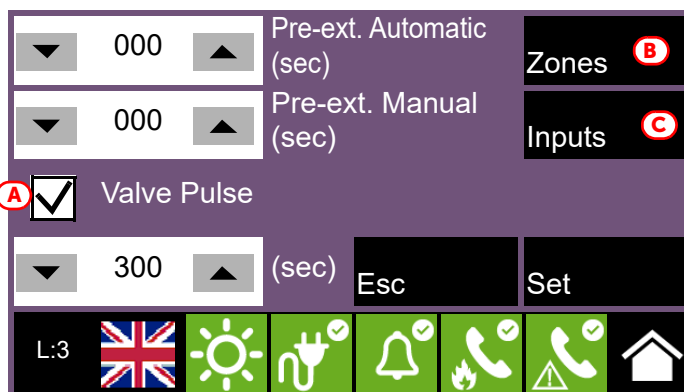 000
Pre-ext. Automatic
(sec)
Zones
B
000
Pre-ext. Manual
(sec)
Inputs
C
A
Valve Pulse
300
(sec)
Esc
Set
L:3